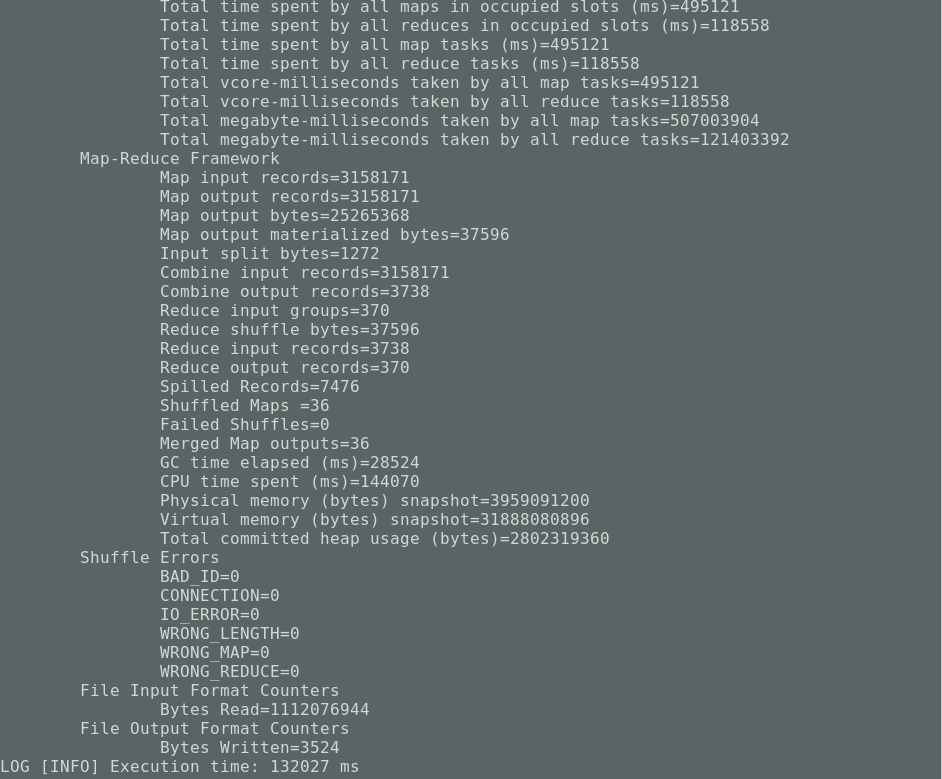 Total time spent by all maps in occupied slots (ms)=495121
Total time spent by all reduces in occupied slots (ms)=118558
Total time spent by all map tasks (ms)=495121
Total time spent by all reduce tasks (ms)=118558
Total vcore-milliseconds taken by all map tasks=495121
Total vcore-milliseconds taken by all reduce tasks=118558
Total megabyte-milliseconds taken by all map tasks=507003904
Total megabyte-milliseconds taken by all reduce tasks=121403392
Map-Reduce Framework
Map input records=3158171
Map output records=3158171
Map output bytes=25265368
Map output materialized bytes=37596
Input split bytes=1272
Combine input records=3158171
Combine output records=3738
Reduce input groups=370
Reduce shuffle bytes=37596
Reduce input records=3738
Reduce output records=370
Spilled Records=7476
Shuffled Maps =36
Failed Shuffles=0
Merged Map outputs=36
GC time elapsed (ms)=28524
CPU time spent (ms)=144070
Physical memory (bytes) snapshot=3959091200
Virtual memory (bytes) snapshot=31888080896
Total committed heap usage (bytes)=2802319360
Shuffle Errors
BAD_ID=0
CONNECTION=0
IO_ERROR=0
WRONG_LENGTH=0
WRONG_MAP=0
WRONG_REDUCE=0
File Input Format Counters
Bytes Read=1112076944
File Output Format Counters
Bytes Written=3524
LOG [INFO] Execution time: 132027 ms